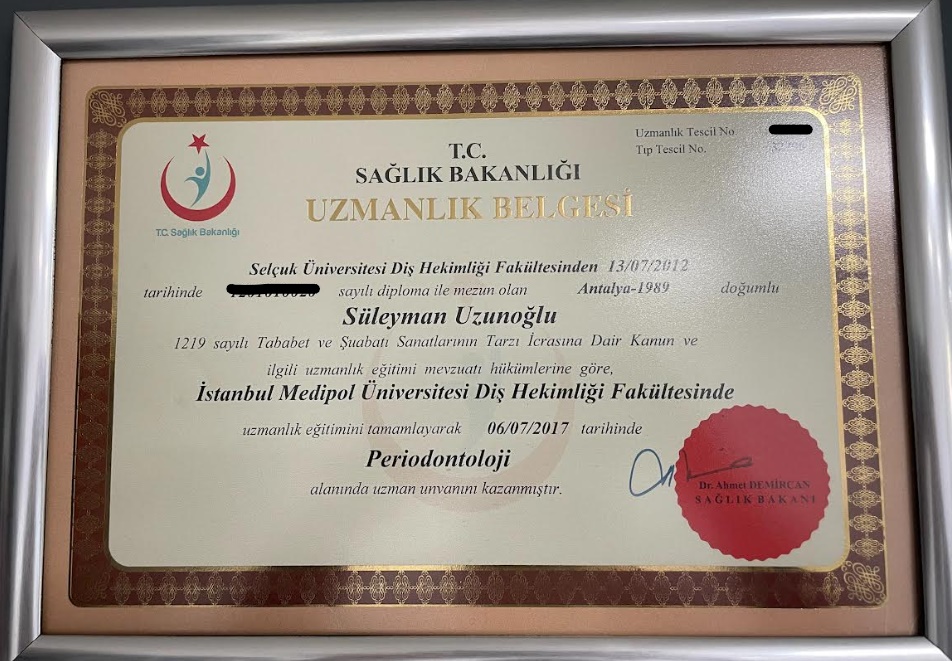 Uzmanlık Tescil No
Tıp Tescil No.
T.C.
SAĞLIK BAKANLIĞI
UZMANLIK BELGESİ
T.C. Sağlık Bakanlığı
Selçuk Üniversitesi Diş Hekimliği Fakültesinden 13/07/2012
tarihinde sayılı diploma ile mezun olan Antalya-1989 doğumlu
Süleyman Uzunoğlu
1219 sayılı Tababet ve Şuabatı Sanatlarının Tarzı İcrasına Dair Kanun ve
ilgili uzmanlık eğitimi mevzuatı hükümlerine göre,
İstanbul Medipol Üniversitesi Diş Hekimliği Fakültesinde
uzmanlık eğitimini tamamlayarak 06/07/2017 tarihinde
Periodontoloji
alanında uzman unvanını kazanmıştır.
Dr. Ahmet DEMİRCAN
SAĞLIK BAKANI